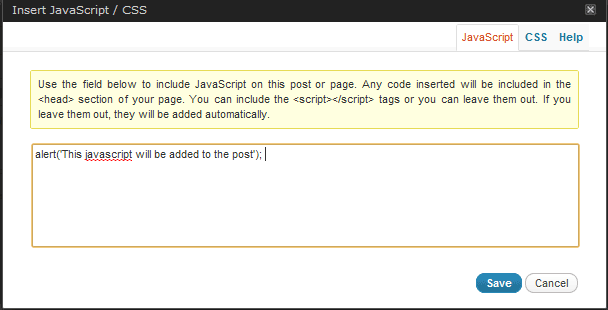 Insert JavaScript / CSS
JavaScript CSS Help
Use the field below to include JavaScript on this post or page. Any code inserted will be included in the
<head> section of your page. You can include the <script></script> tags or you can leave them out. If you
leave them out, they will be added automatically.
alert('This javascript will be added to the post');
Save Cancel